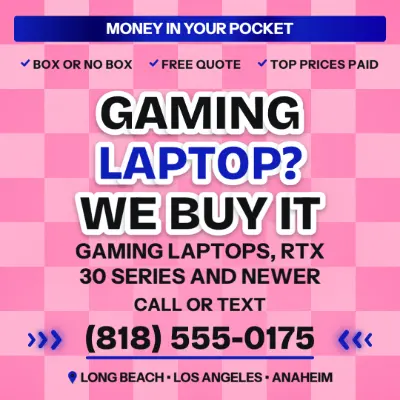 MONEY IN YOUR POCKET
BOX OR NO BOX FREE QUOTE TOP PRICES PAID
GAMING
LAPTOP?
WE BUY IT
GAMING LAPTOPS, RTX
30 SERIES AND NEWER
CALL OR TEXT
(818) 555-0175
LONG BEACH • LOS ANGELES • ANAHEIM